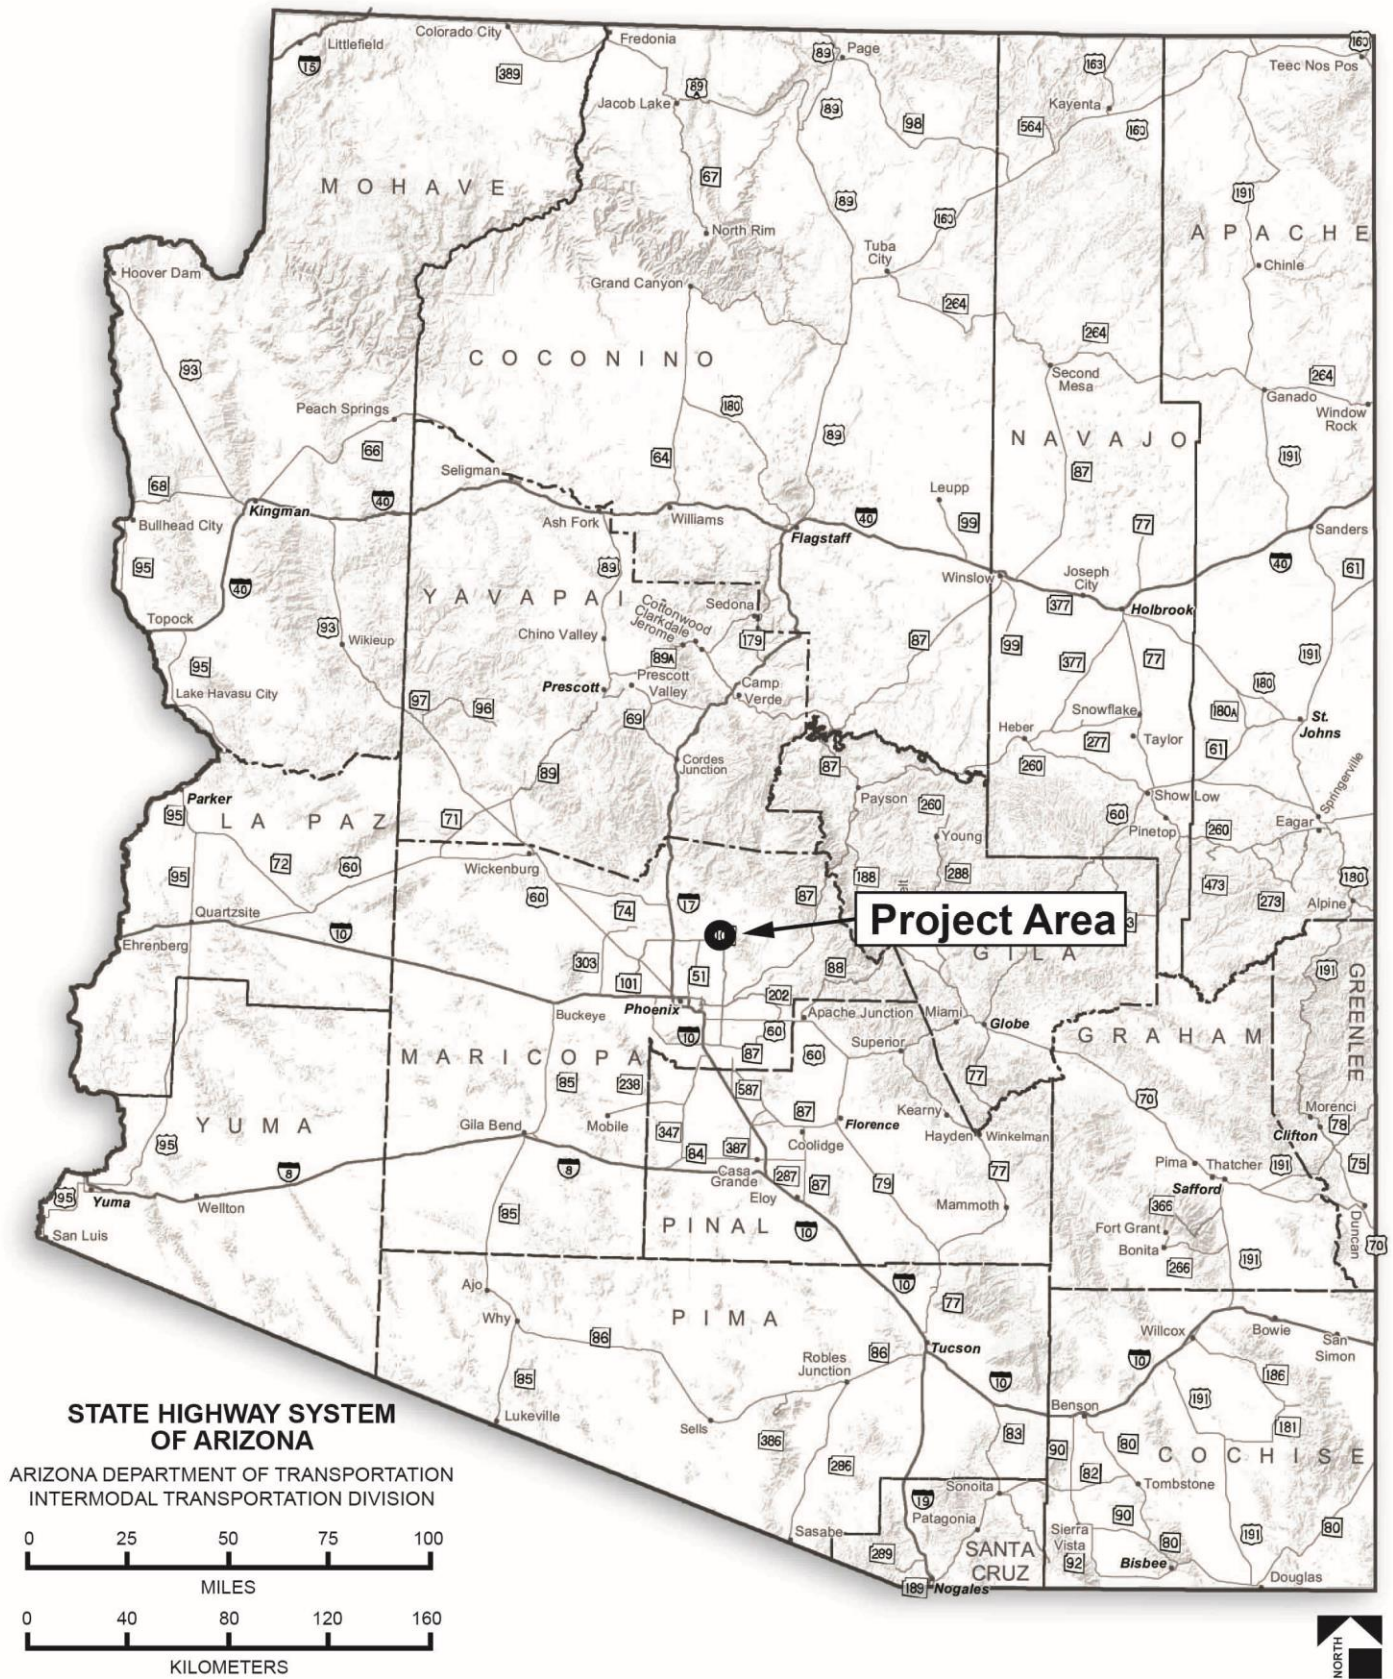 Colorado City
Fredonia
Littlefield
15
389
89
Page
163
160
Teec Nos Pos
89
A
Jacob Lake
89
98
Kayenta
564
160
MOHAVE
67
89
191
160
North Rim
APACHE
Tuba
City
Hoover Dam
Grand Canyon
Chinle
264
264
COCONINO
93
Second
Mesa
264
Peach Springs
180
Ganado
Window
Rock
66
89
NAVAJO
Seligman
64
87
191
68
40
Leupp
Kingman
Bullhead City
Ash Fork
Williams
40
99
77
Flagstaff
Sanders
95
89
40
40
61
Winslow
Joseph
City
YAVAPAI
Cottonwood
Clarkdale
Jerome
Sedona
377
Holbrook
Topock
93
Wikieup
Chino Valley
179
87
99
377
77
191
95
89A
Lake Havasu City
Prescott
Prescott
Valley
Camp
Verde
180
97
96
69
Snowflake
180A
St.
Johns
Heber
277
Taylor
61
Cordes
Junction
87
260
89
Parker
Payson
Show Low
Springerville
95
LA PAZ
71
260
60
Pinetop
260
Eagar
Young
72
60
Wickenburg
188
288
180
95
60
74
17
87
473
273
Alpine
Quartzsite
Project Area
10
Ehrenberg
GILA
303
101
51
88
191
GREENLEE
202
Buckeye
Phoenix
Apache Junction
Miami
Globe
10
60
GRAHAM
MARICOPA
87
60
Superior
85
238
587
77
70
YUMA
Kearny
Morenci
Gila Bend
Mobile
347
87
Florence
Hayden
Winkelman
Clifton
78
95
84
387
Coolidge
8
8
Casa
Grande
287
77
Pima
Thatcher
191
75
95
Yuma
Wellton
87
79
Safford
Eloy
Mammoth
366
San Luis
85
PINAL
10
Fort Grant
Duncan
Bonita
191
70
266
Ajo
10
77
PIMA
Why
86
Willcox
Bowie
San
Simon
86
Tucson
10
Robles
Junction
85
10
186
191
Lukeville
Sells
Benson
181
386
83
90
80
COCHISE
286
82
Sonoita
Tombstone
19
Patagonia
90
Sasabe
Sierra
Vista
191
80
289
SANTA
CRUZ
80
92
Bisbee
Douglas
189
Nogales
STATE HIGHWAY SYSTEM
OF ARIZONA
ARIZONA DEPARTMENT OF TRANSPORTATION
INTERMODAL TRANSPORTATION DIVISION
0 25 50 75 100
MILES
0 40 80 120 160
KILOMETERS
NORTH